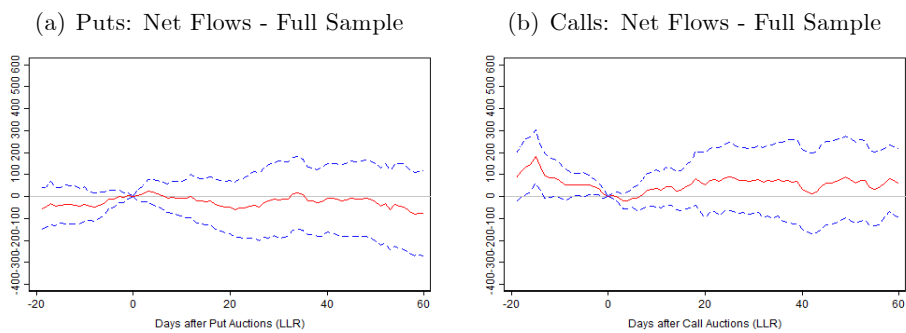 (a) Puts: Net Flows - Full Sample
(b) Calls: Net Flows - Full Sample
-400 -300 -200 -100 0 100 200 300 400 500 600
-20 0 20 40 60
Days after Put Auctions (LLR)
-400 -300 -200 -100 0 100 200 300 400 500 600
-20 0 20 40 60
Days after Call Auctions (LLR)